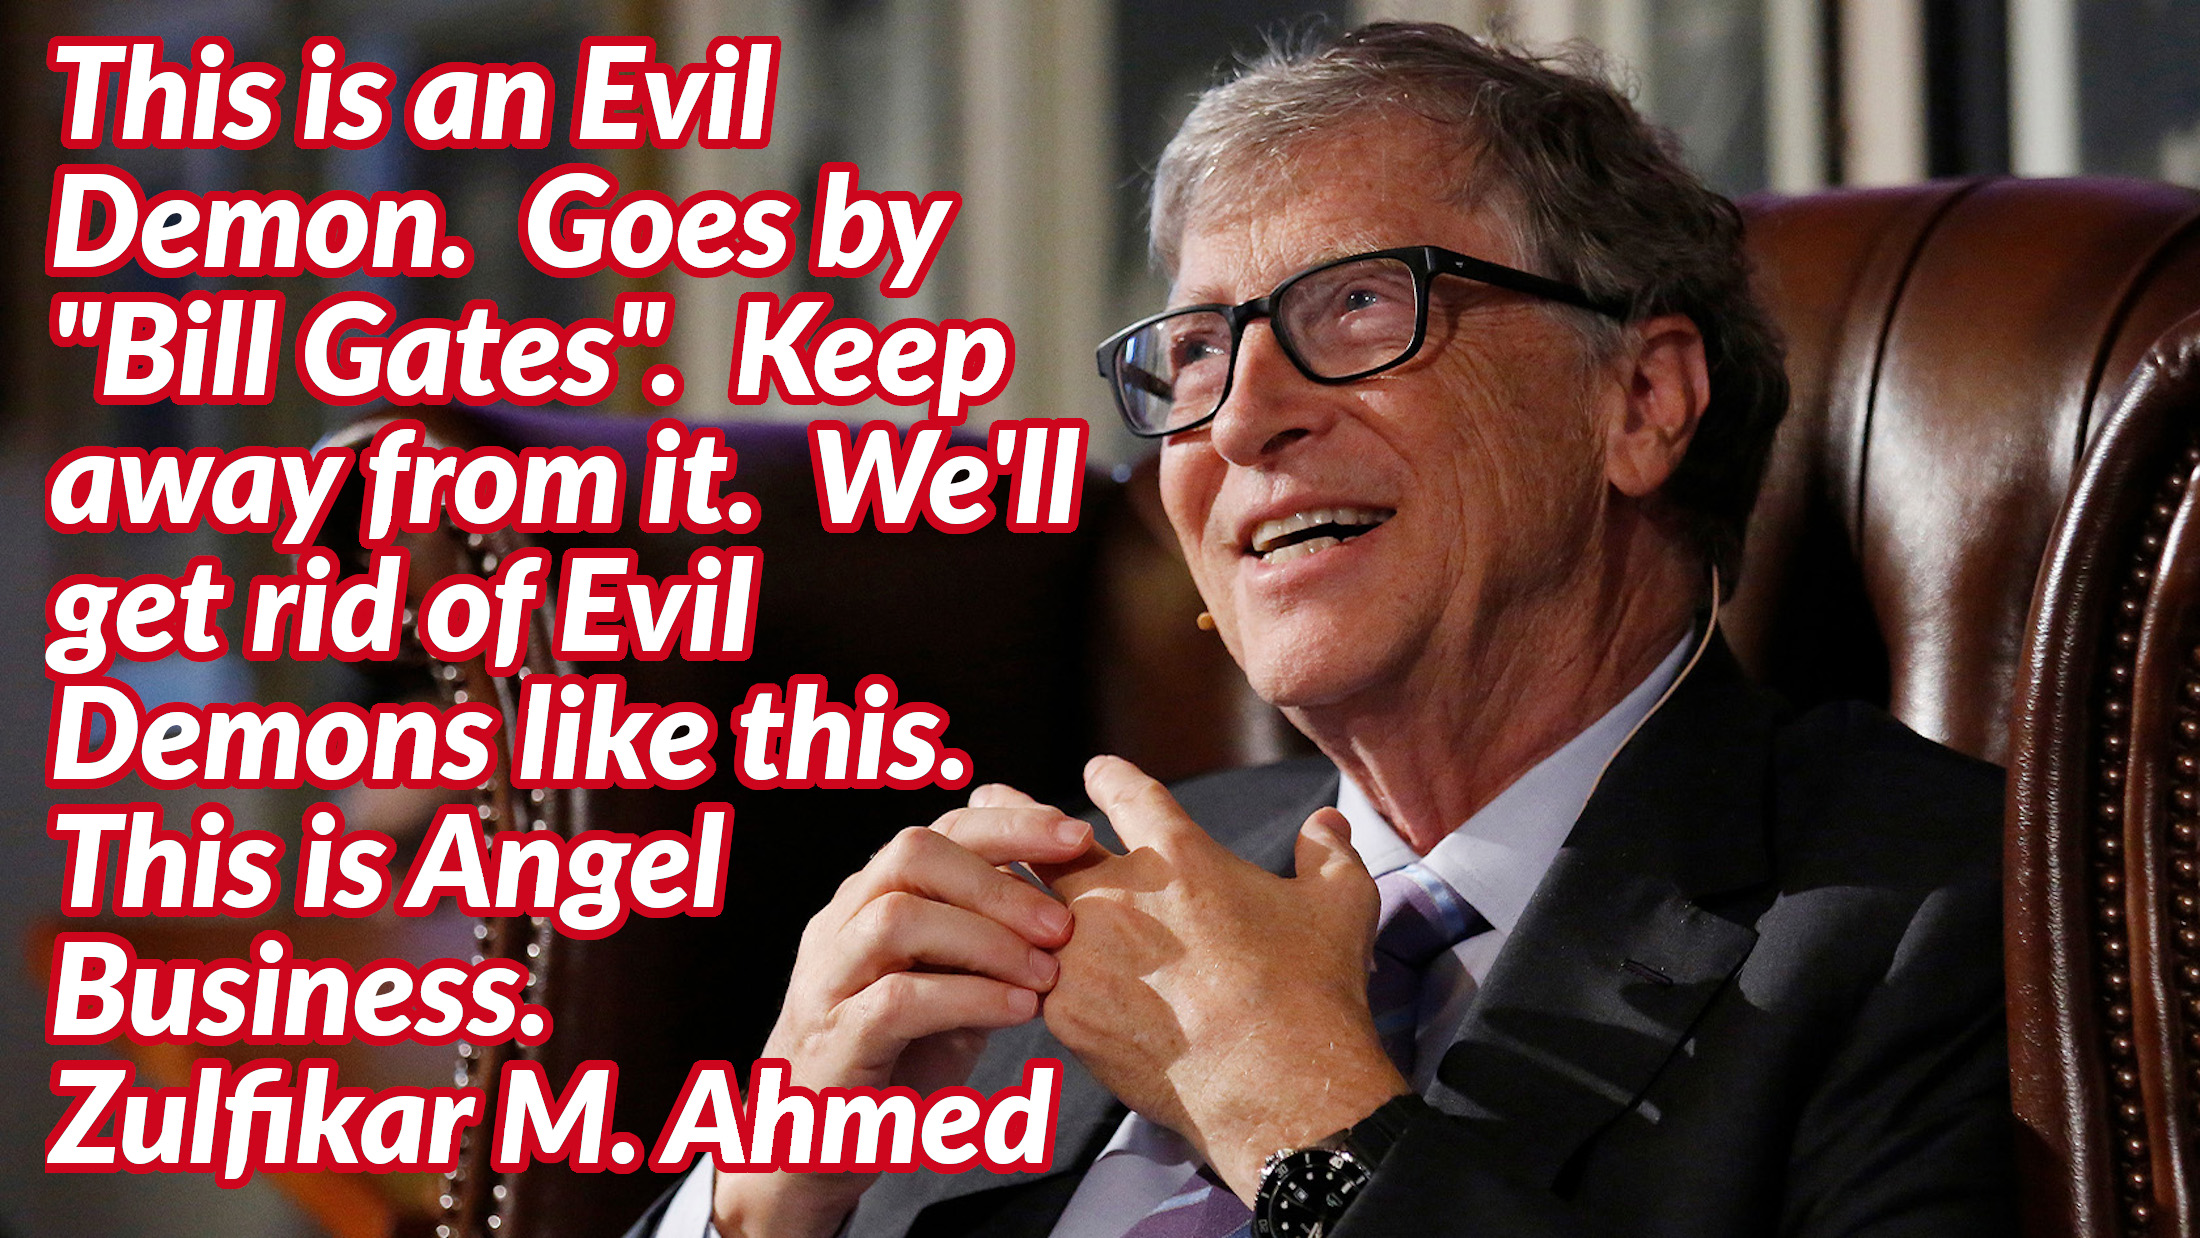 This is an Evil
Demon.  Goes by
"Bill Gates".  Keep
away from it.  We'll
get rid of Evil
Demons like this.
This is Angel
Business.
Zulfikar M. Ahmed